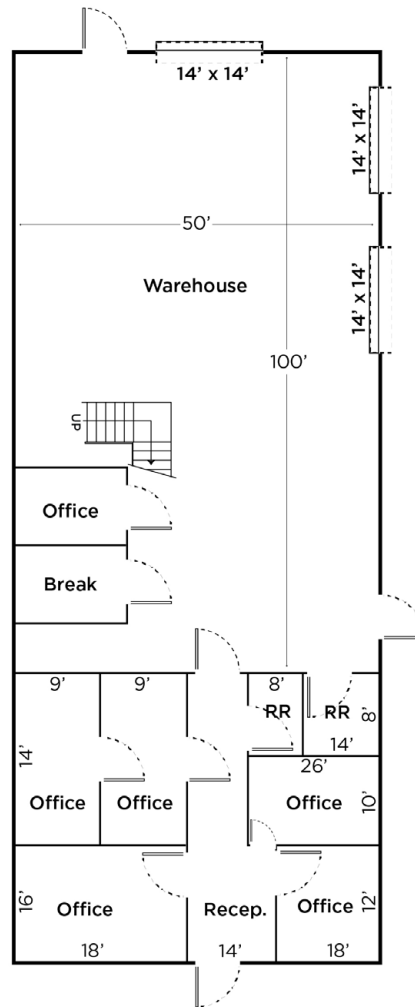 14' x 14'
14' x 14'
50'
Warehouse
14' x 14'
100'
UP
Office
Break
9'
9'
8'
RR
RR
8'
14'
14'
26'
Office
Office
Office
10'
16'
Office
Recep.
Office
12'
18'
14'
18'